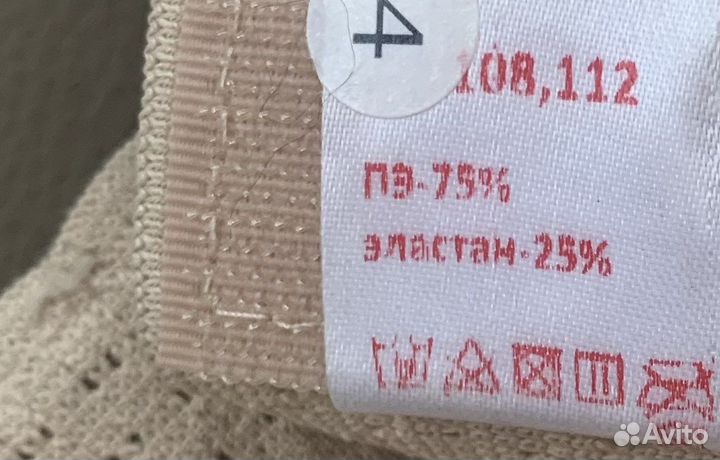 4
108,112
ПЭ-75%
эластан-25%
Avito